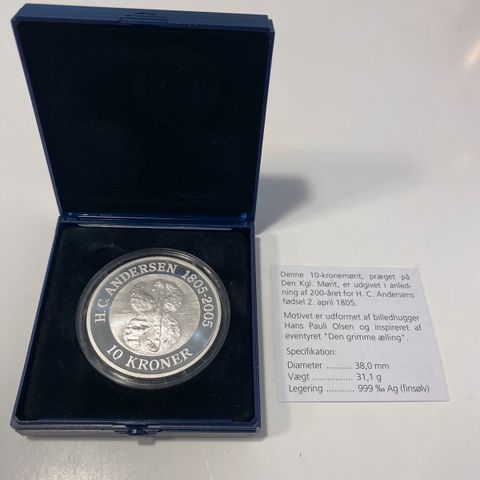 H.C. ANDERSEN 1805-2005
10 KRONER
Denne 10-kronemønt, præget på
Den Kgl. Mønt, er udgivet i anled-
ning af 200-året for H. C. Andersens
fødsel 2. april 1805.
Motivet er udformet af billedhugger
Hans Pauli Olsen og inspireret af
eventyret "Den grimme ælling".
Specifikation:
Diameter .......... 38,0 mm
Vægt ................ 31,1 g
Legering ........... 999 ‰ Ag (finsølv)